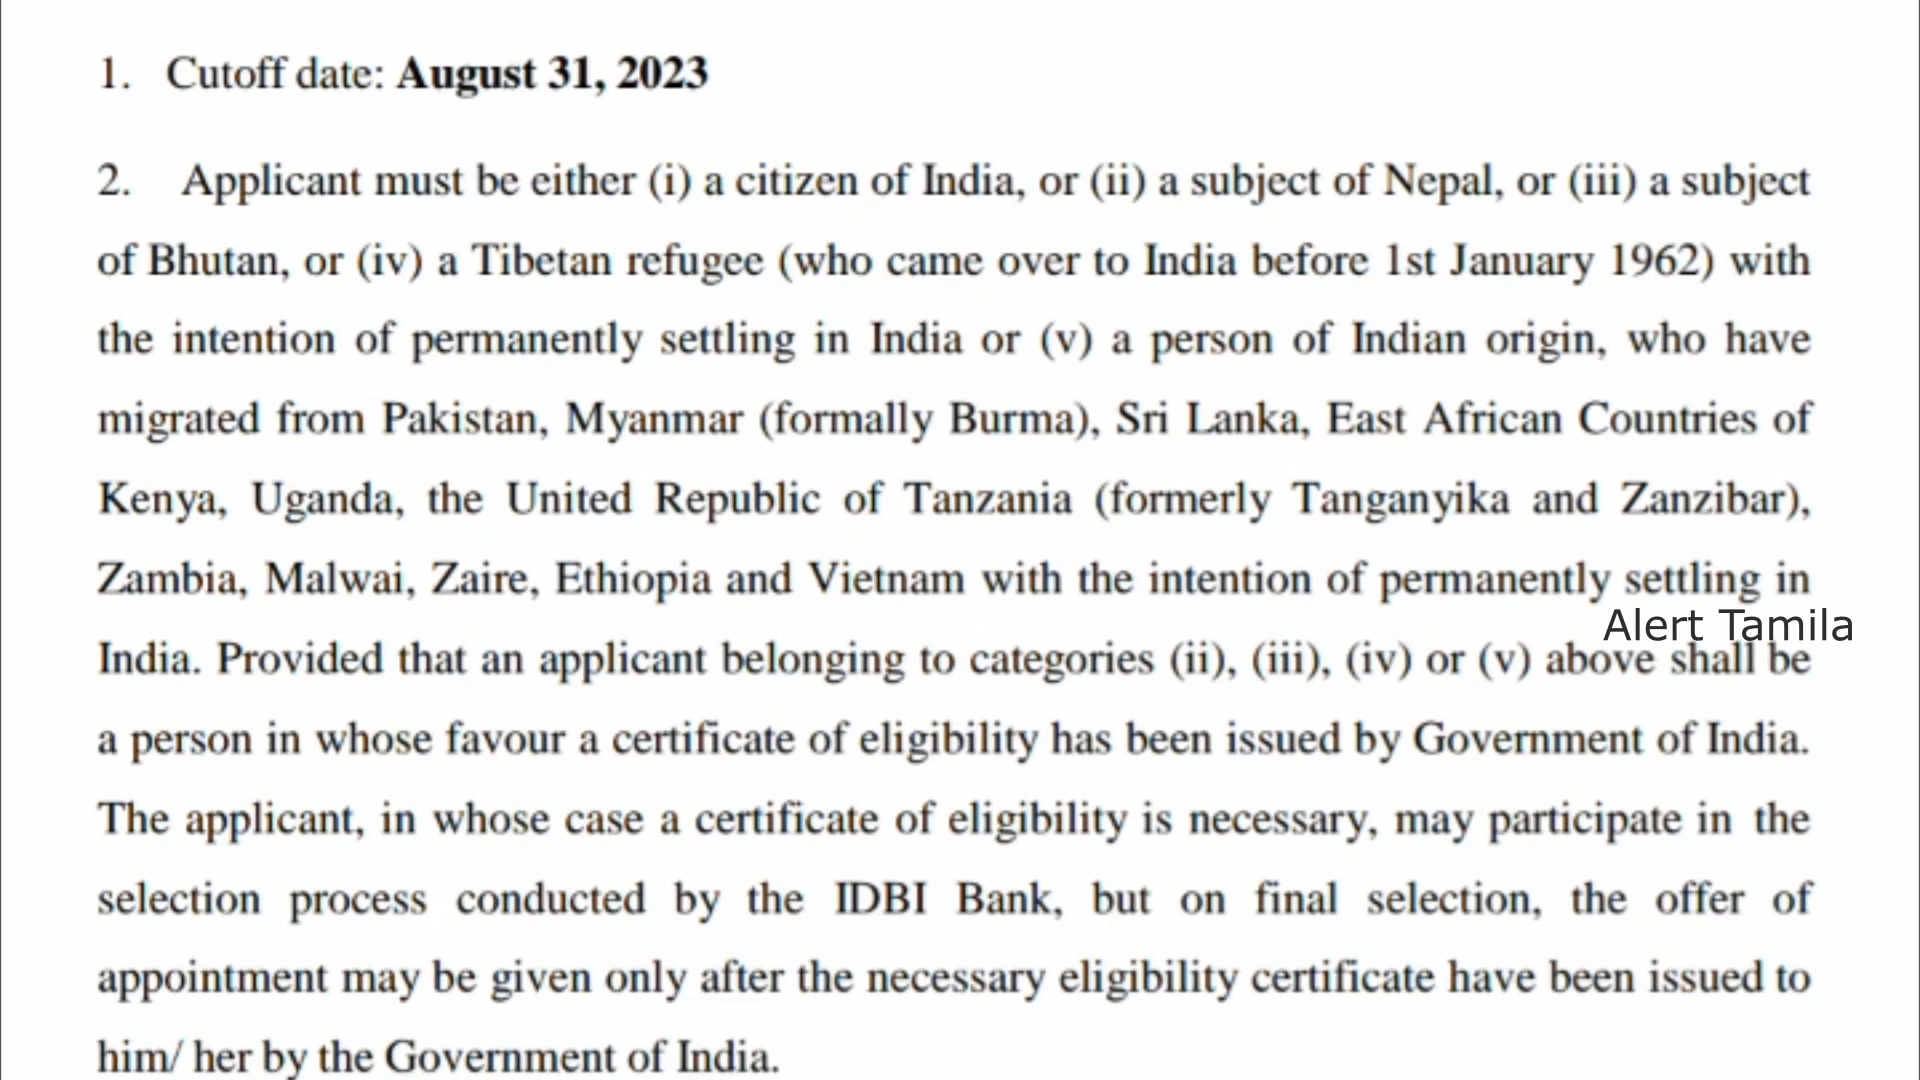 1. Cutoff date: August 31, 2023
2. Applicant must be either (i) a citizen of India, or (ii) a subject of Nepal, or (iii) a subject
of Bhutan, or (iv) a Tibetan refugee (who came over to India before 1st January 1962) with
the intention of permanently settling in India or (v) a person of Indian origin, who have
migrated from Pakistan, Myanmar (formally Burma), Sri Lanka, East African Countries of
Kenya, Uganda, the United Republic of Tanzania (formerly Tanganyika and Zanzibar),
Zambia, Malwai, Zaire, Ethiopia and Vietnam with the intention of permanently settling in
Alert Tamila
India. Provided that an applicant belonging to categories (ii), (iii), (iv) or (v) above shall be
a person in whose favour a certificate of eligibility has been issued by Government of India.
The applicant, in whose case a certificate of eligibility is necessary, may participate in the
selection process conducted by the IDBI Bank, but on final selection, the offer of
appointment may be given only after the necessary eligibility certificate have been issued to
him/ her by the Government of India.